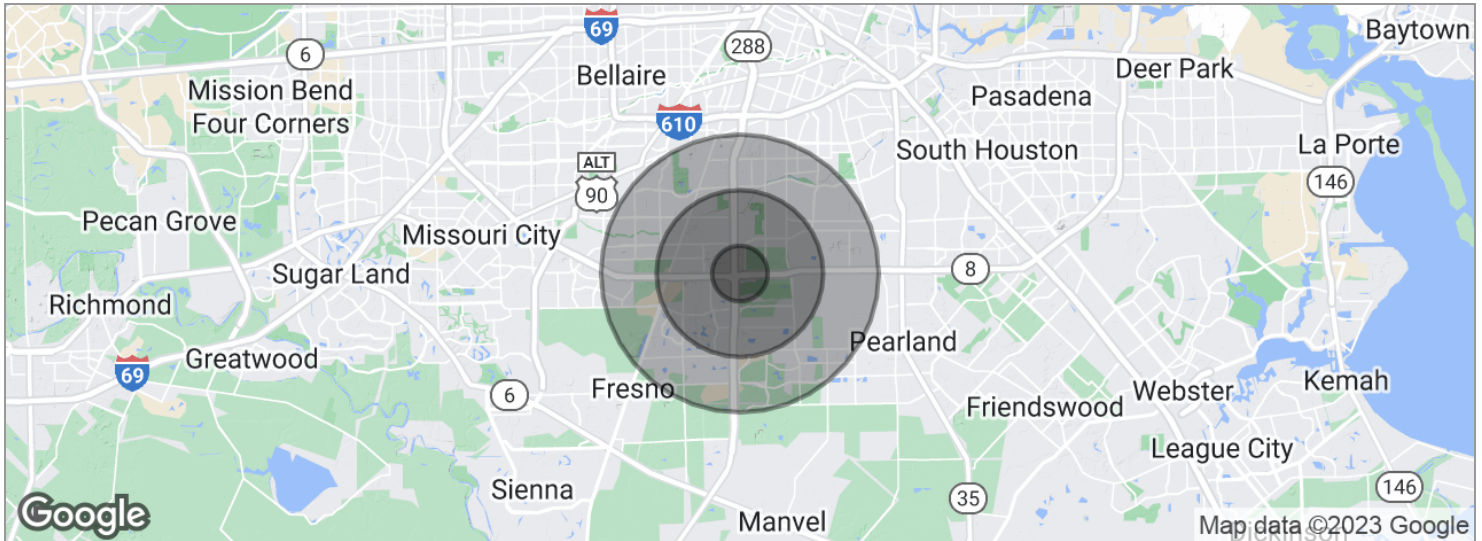 69
288
Baytown
6
Bellaire
Deer Park
Mission Bend
Four Corners
Pasadena
610
South Houston
La Porte
ALT
90
146
Pecan Grove
Missouri City
Sugar Land
8
Richmond
Pearland
Greatwood
69
Fresno
6
Webster
Kemah
Friendswood
League City
Sienna
35
146
Manvel
Google
Map data ©2023 Google
Dickinson